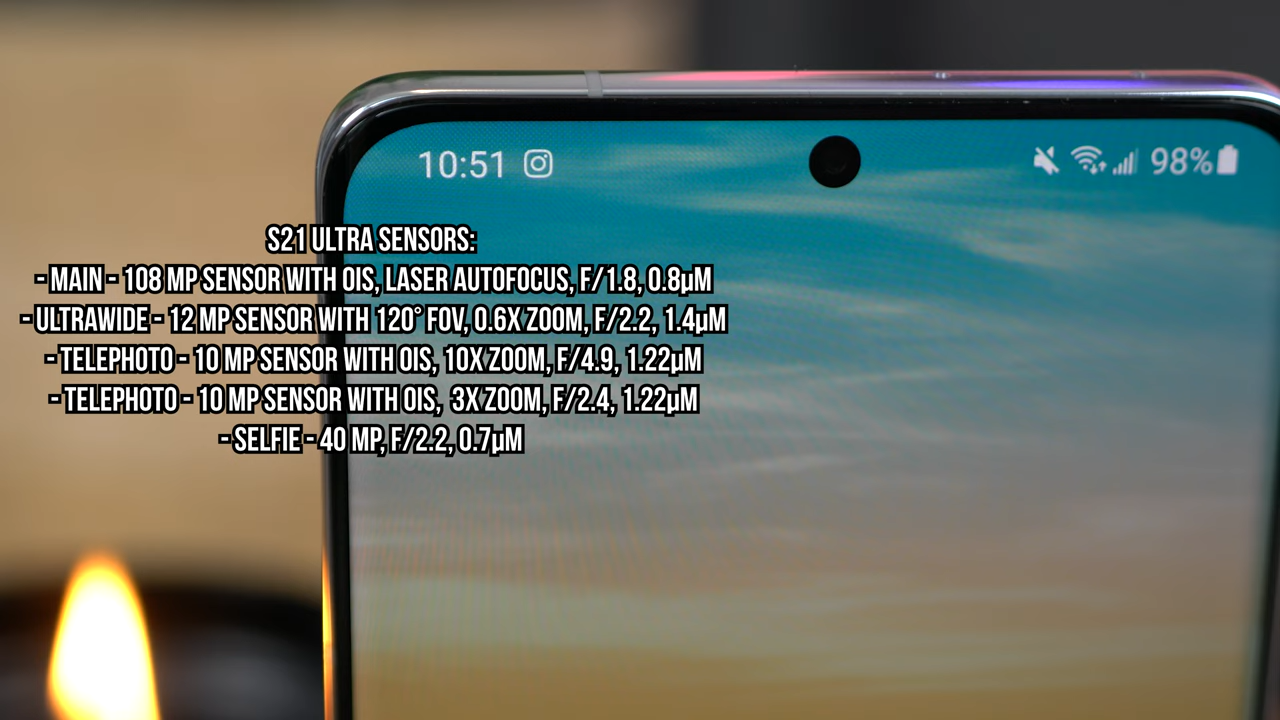 10:51
98%
S21 ULTRA SENSORS:
- MAIN - 108 MP SENSOR WITH OIS, LASER AUTOFOCUS, F/1.8, 0.8µM
- ULTRAWIDE - 12 MP SENSOR WITH 120° FOV, 0.6X ZOOM, F/2.2, 1.4µM
- TELEPHOTO - 10 MP SENSOR WITH OIS, 10X ZOOM, F/4.9, 1.22µM
- TELEPHOTO - 10 MP SENSOR WITH OIS, 3X ZOOM, F/2.4, 1.22µM
- SELFIE - 40 MP, F/2.2, 0.7µM